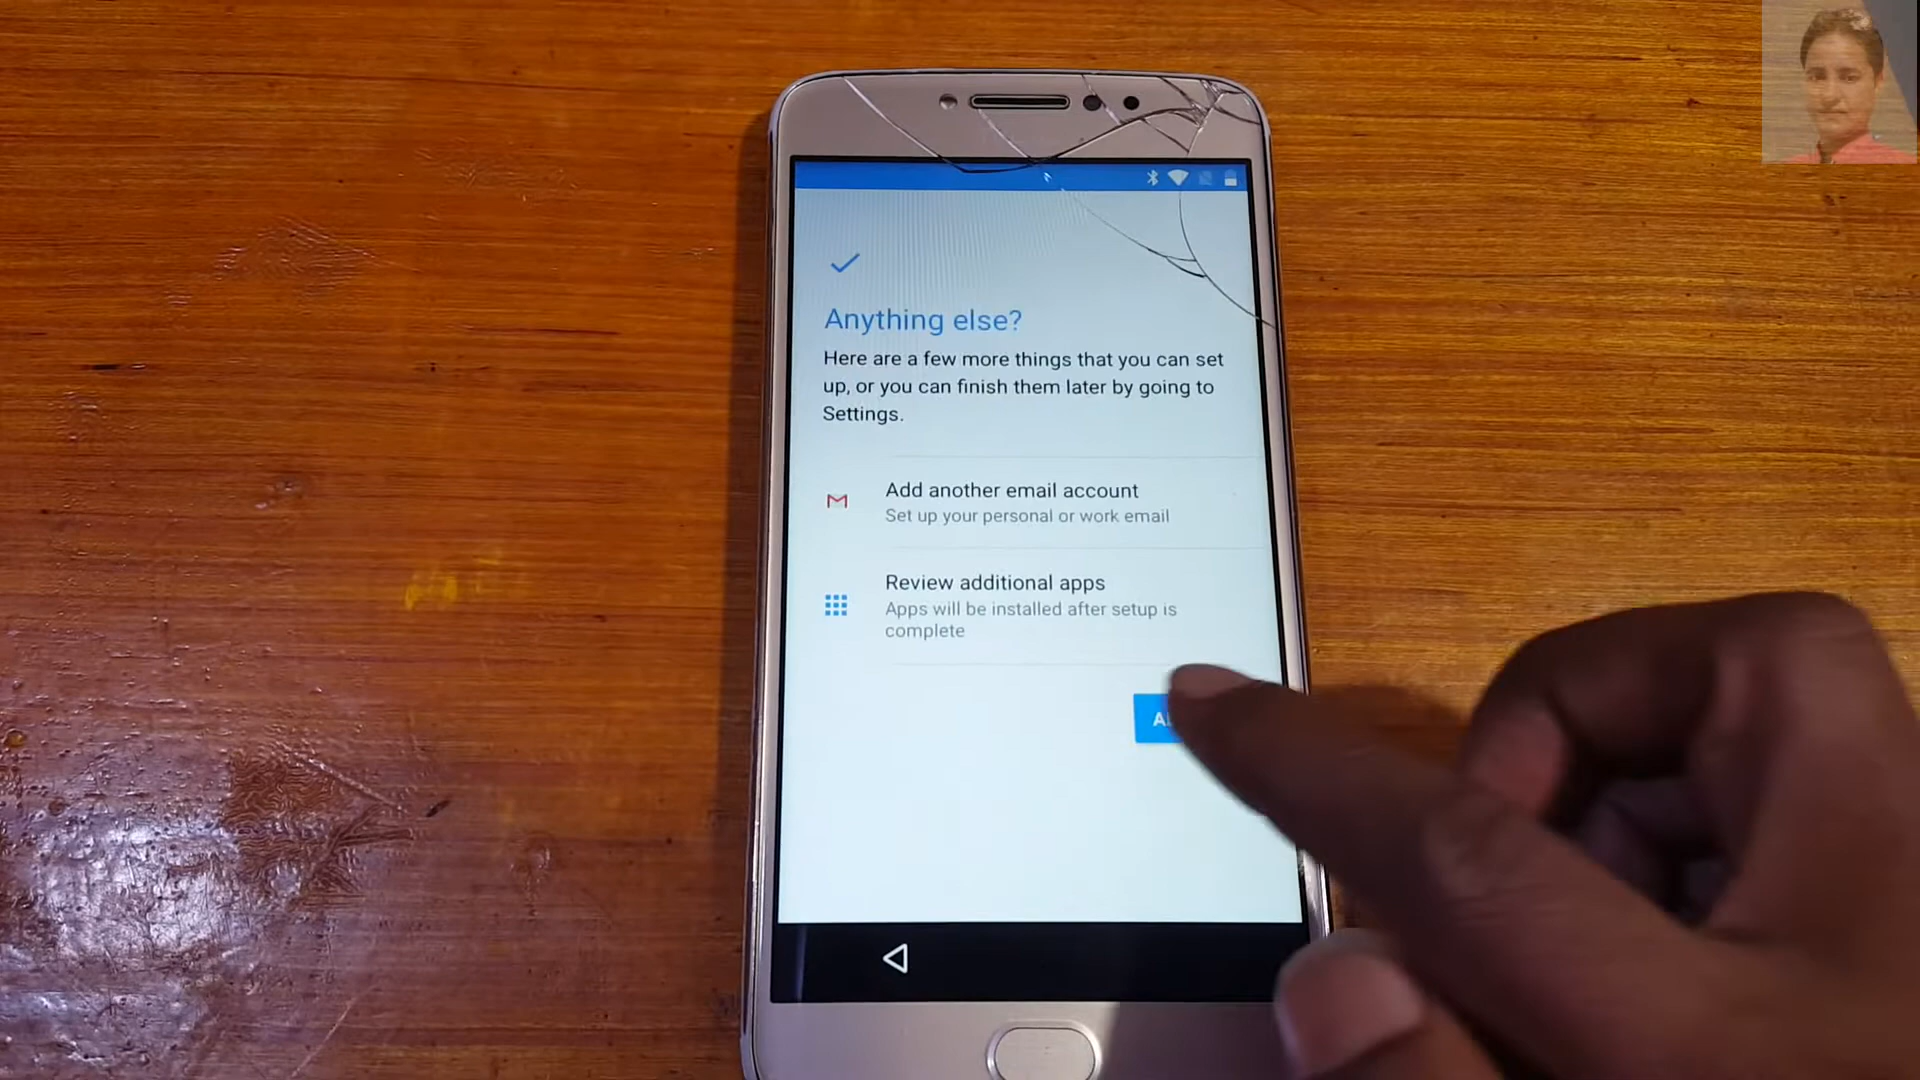 Anything else?
Here are a few more things that you can set
up, or you can finish them later by going to
Settings.
Add another email account
Set up your personal or work email
Review additional apps
Apps will be installed after setup is
complete